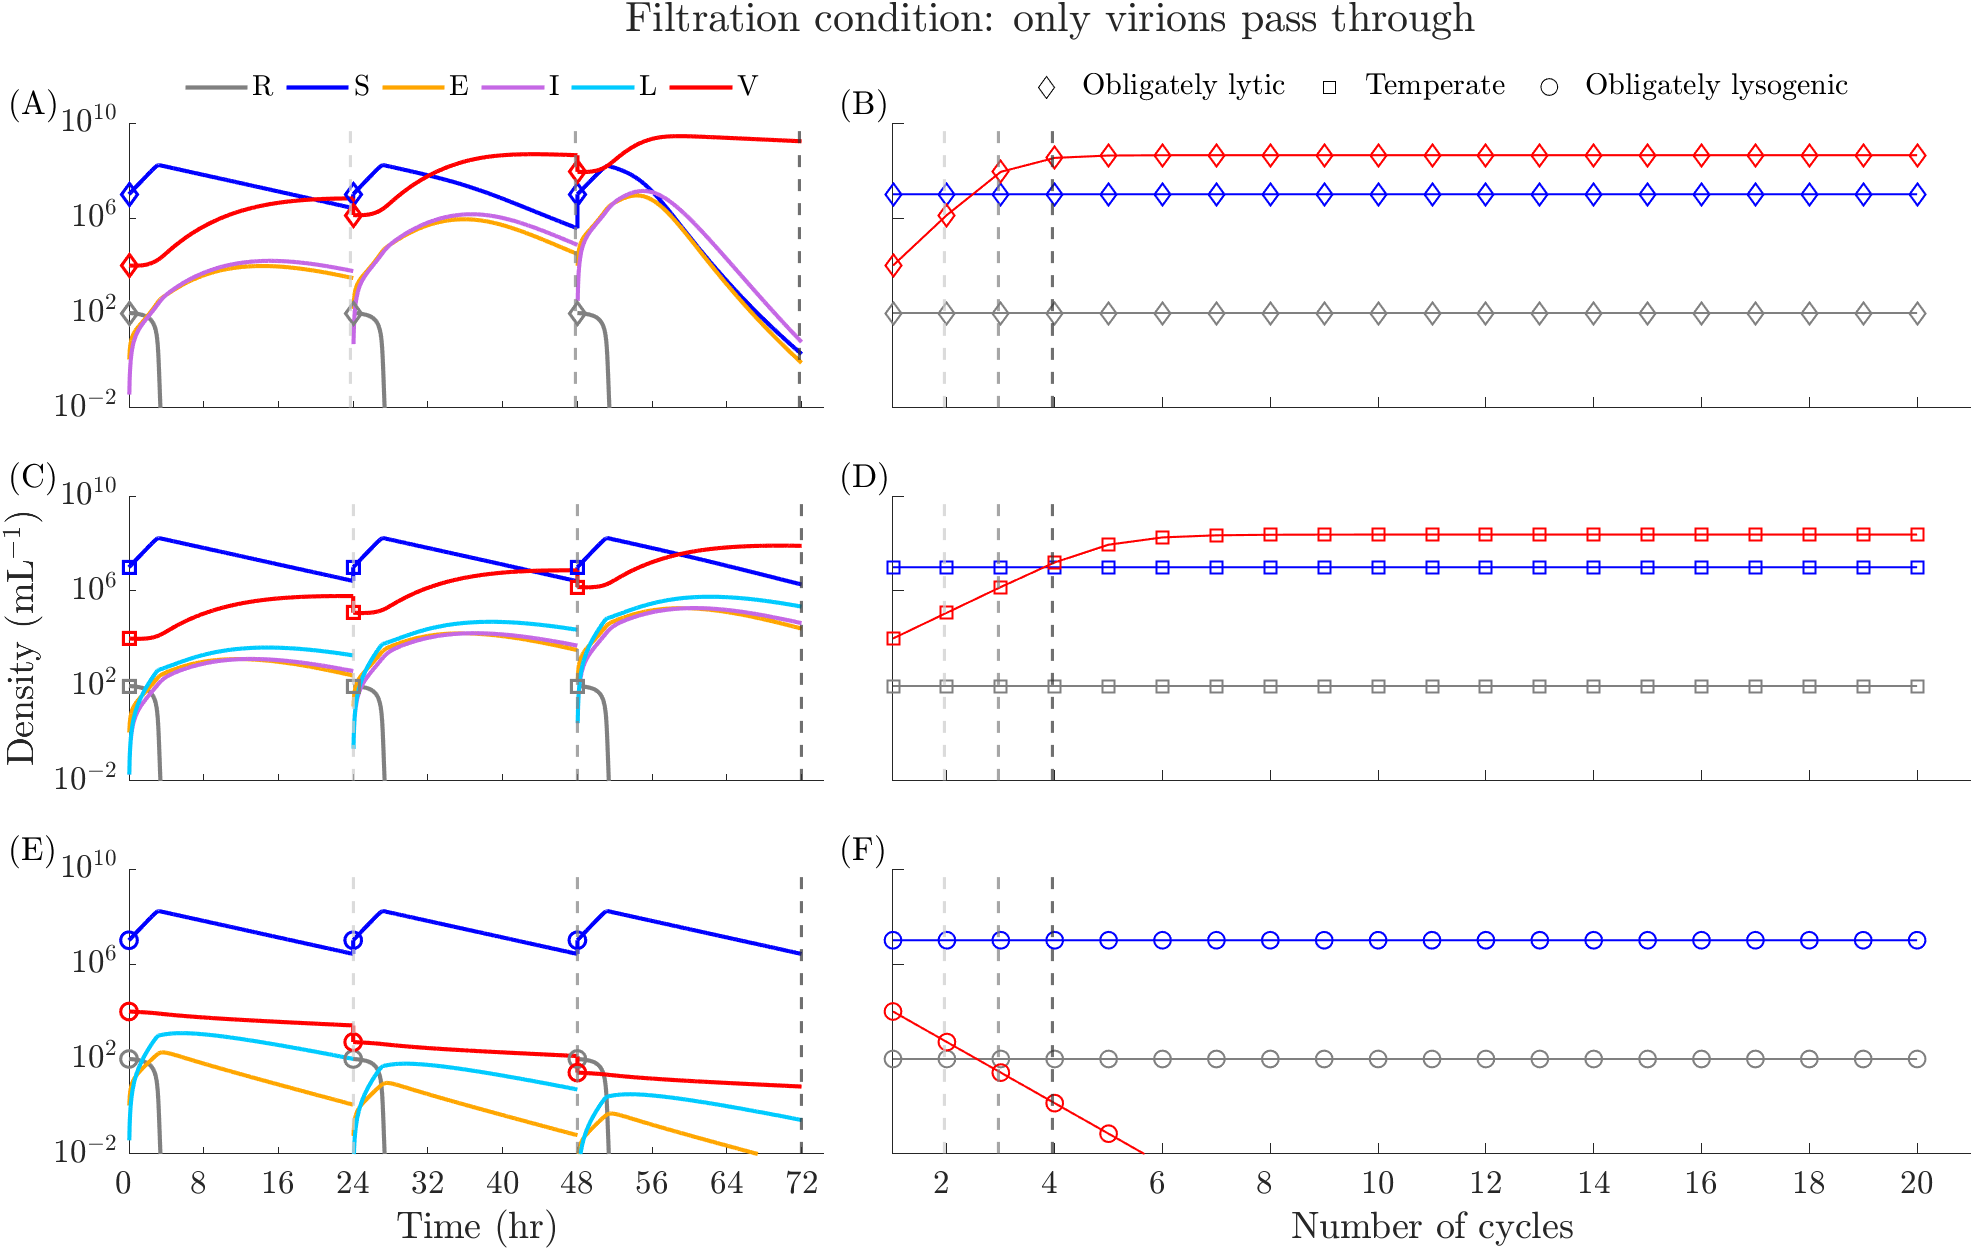 Filtration condition: only virions pass through
R S E I L V
Obligately lytic Temperate Obligately lysogenic
(A)
10^10
10^6
10^2
10^−2
(B)
(C)
10^10
10^6
10^2
10^−2
(D)
Density (mL^−1)
(E)
10^10
10^6
10^2
10^−2
(F)
0 8 16 24 32 40 48 56 64 72
Time (hr)
2 4 6 8 10 12 14 16 18 20
Number of cycles